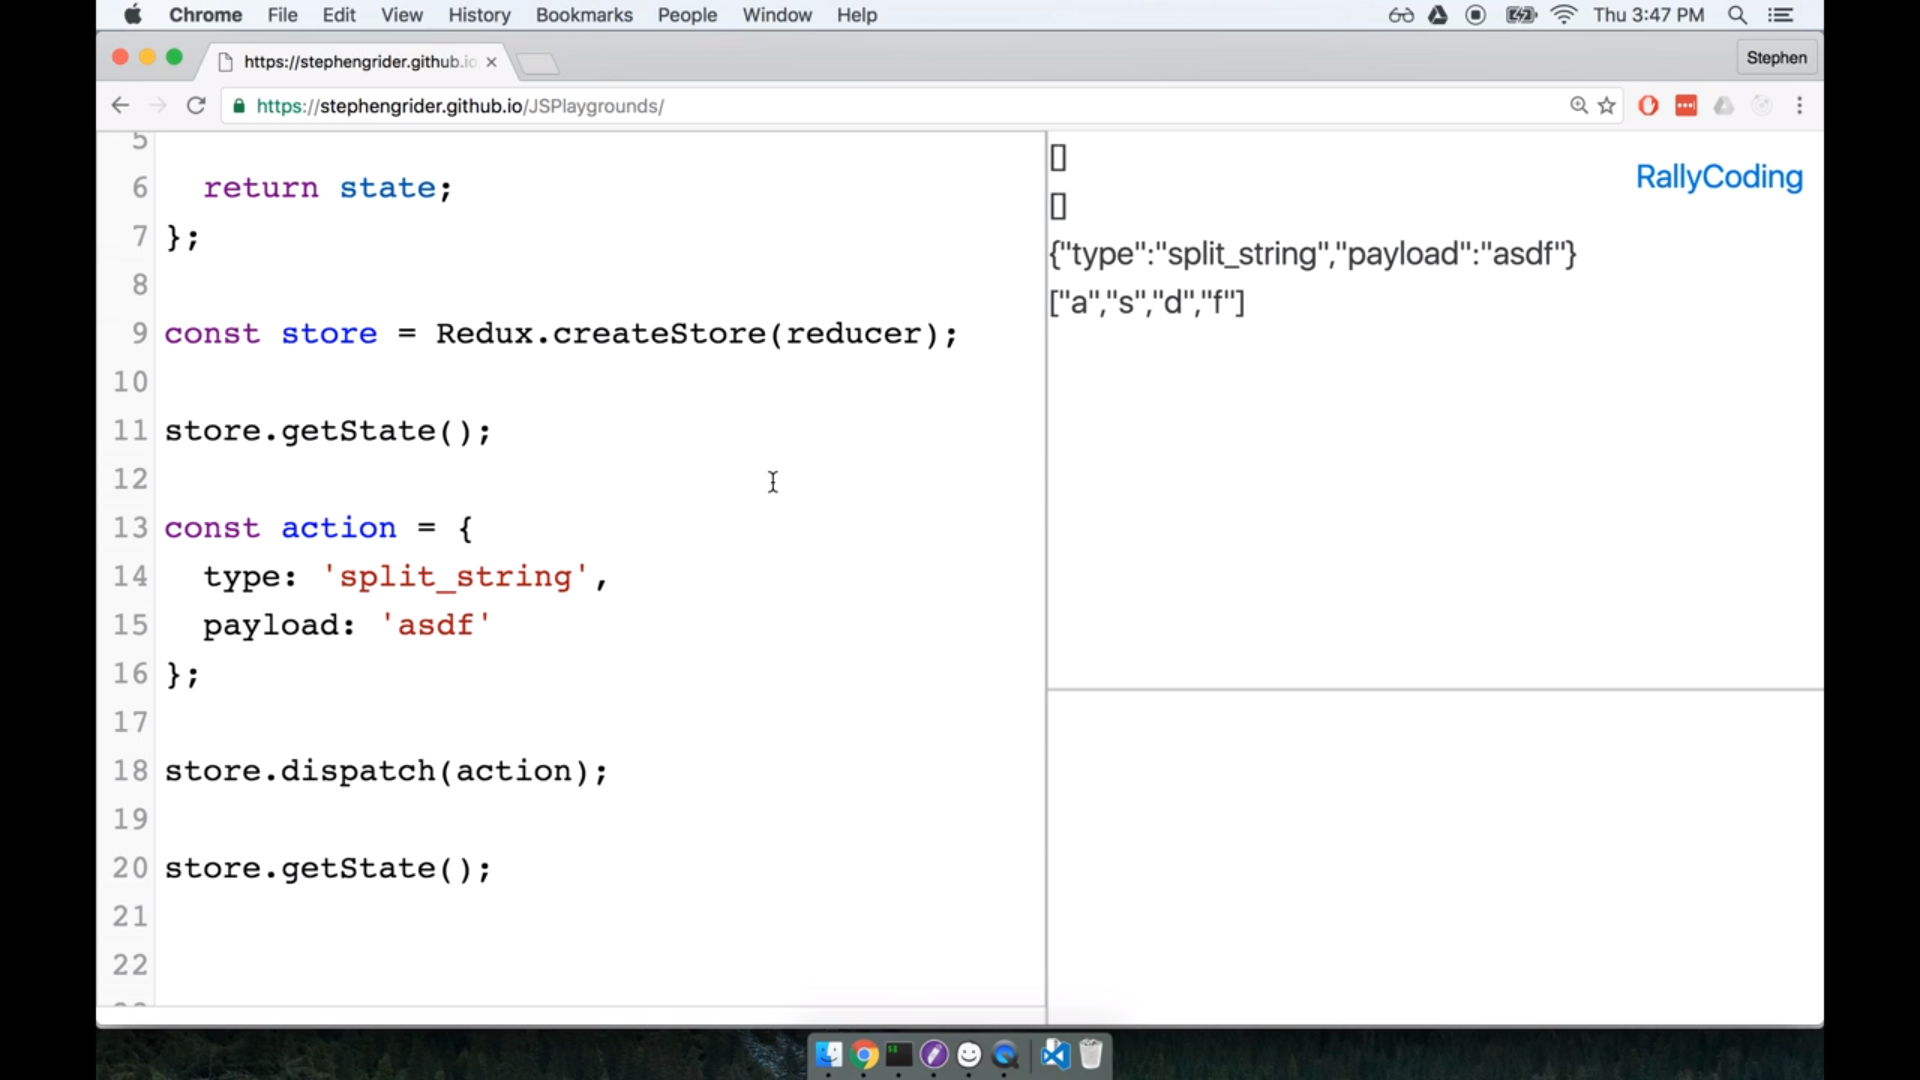 Chrome File Edit View History Bookmarks People Window Help Thu 3:47 PM
https://stephengrider.github.io Stephen
https://stephengrider.github.io/JSPlaygrounds/
5
6 return state;
7 };
8
9 const store = Redux.createStore(reducer);
10
11 store.getState();
12
13 const action = {
14 type: 'split_string',
15 payload: 'asdf'
16 };
17
18 store.dispatch(action);
19
20 store.getState();
21
22
[]
[]
RallyCoding
{"type":"split_string","payload":"asdf"}
["a","s","d","f"]